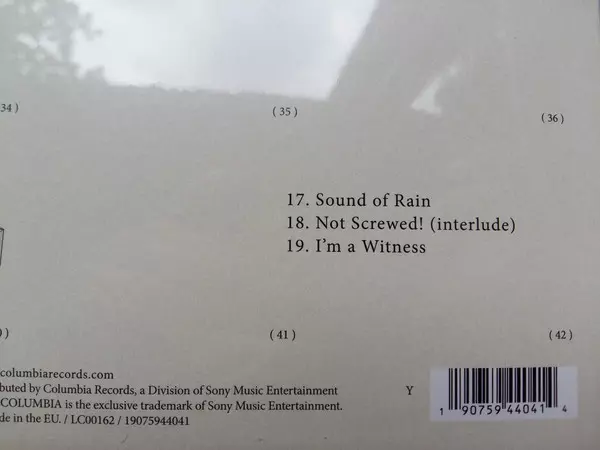 34 )
( 35 )
( 36 )
17. Sound of Rain
18. Not Screwed! (interlude)
19. I'm a Witness
)
( 41 )
( 42 )
columbiarecords.com
buted by Columbia Records, a Division of Sony Music Entertainment
COLUMBIA is the exclusive trademark of Sony Music Entertainment.
de in the EU. / LC00162 / 19075944041
Y
1 90759 44041 4